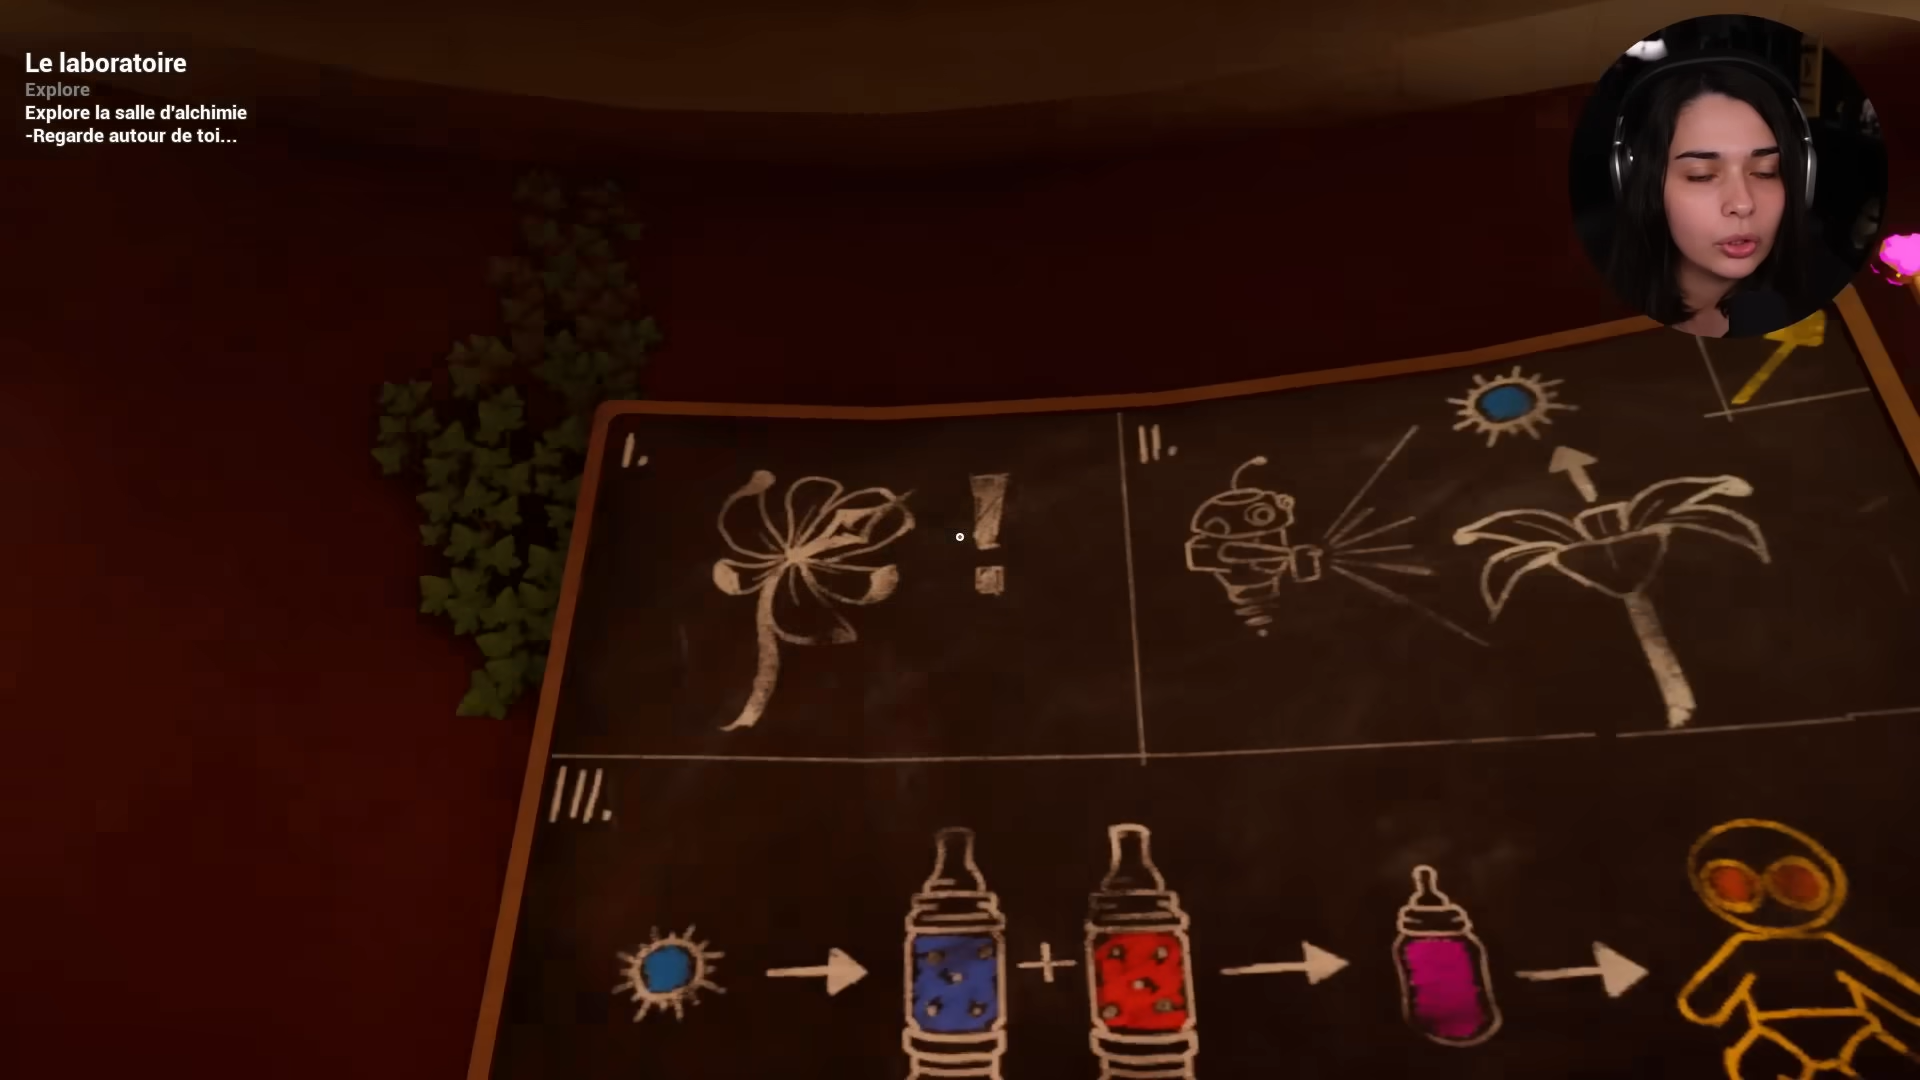 Le laboratoire
Explore
Explore la salle d'alchimie
-Regarde autour de toi...
I.
!
II.
III.
+